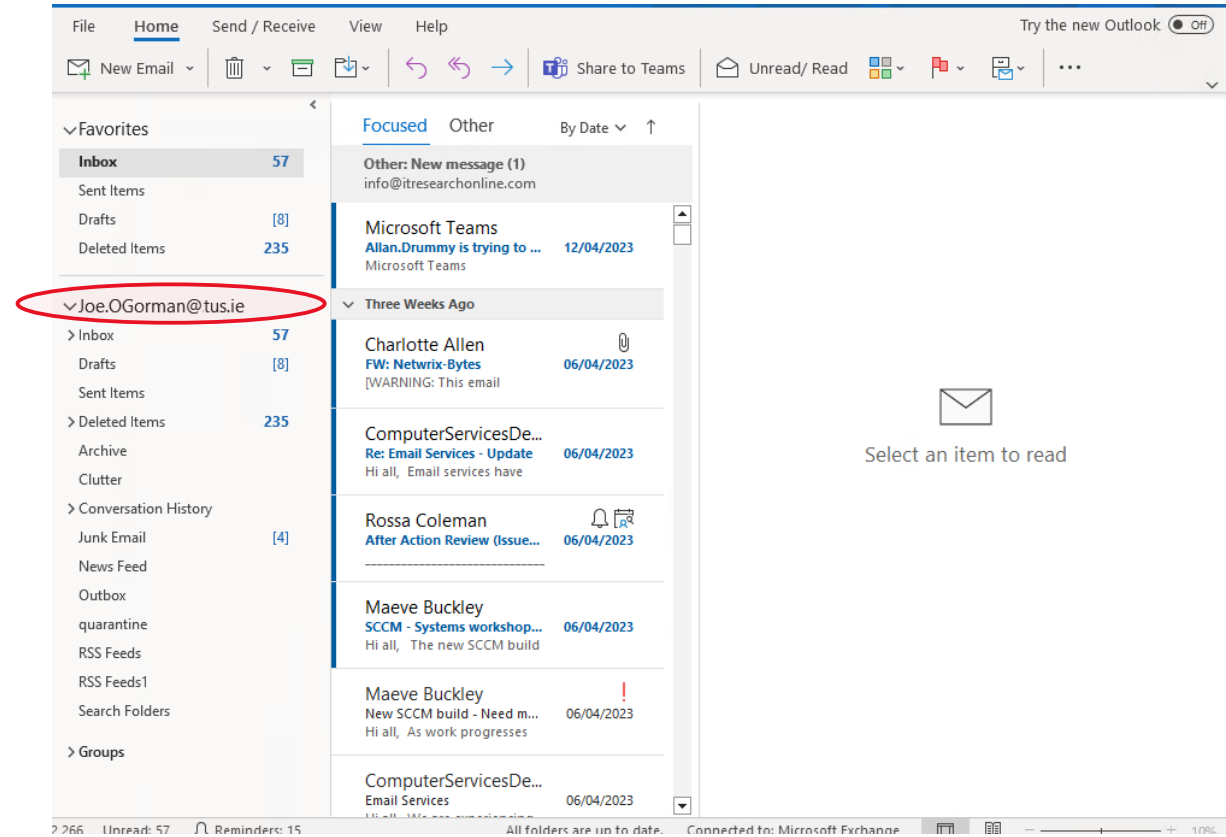 File Home Send / Receive View Help Try the new Outlook Off
New Email Share to Teams Unread/ Read ...
Favorites
Inbox 57
Sent Items
Drafts [8]
Deleted Items 235
Joe.OGorman@tus.ie
Inbox 57
Drafts [8]
Sent Items
Deleted Items 235
Archive
Clutter
Conversation History
Junk Email [4]
News Feed
Outbox
quarantine
RSS Feeds
RSS Feeds1
Search Folders
Groups
Focused Other By Date
Other: New message (1)
info@itresearchonline.com
Microsoft Teams
Allan.Drummy is trying to ... 12/04/2023
Microsoft Teams
Three Weeks Ago
Charlotte Allen
FW: Netwrix-Bytes 06/04/2023
[WARNING: This email
ComputerServicesDe...
Re: Email Services - Update 06/04/2023
Hi all, Email services have
Rossa Coleman
After Action Review (Issue... 06/04/2023
Maeve Buckley
SCCM - Systems workshop... 06/04/2023
Hi all, The new SCCM build
Maeve Buckley
New SCCM build - Need m... 06/04/2023
Hi all, As work progresses
ComputerServicesDe...
Email Services 06/04/2023
Select an item to read
266 Unread: 57 Reminders: 15 All folders are up to date. Connected to: Microsoft Exchange 10%